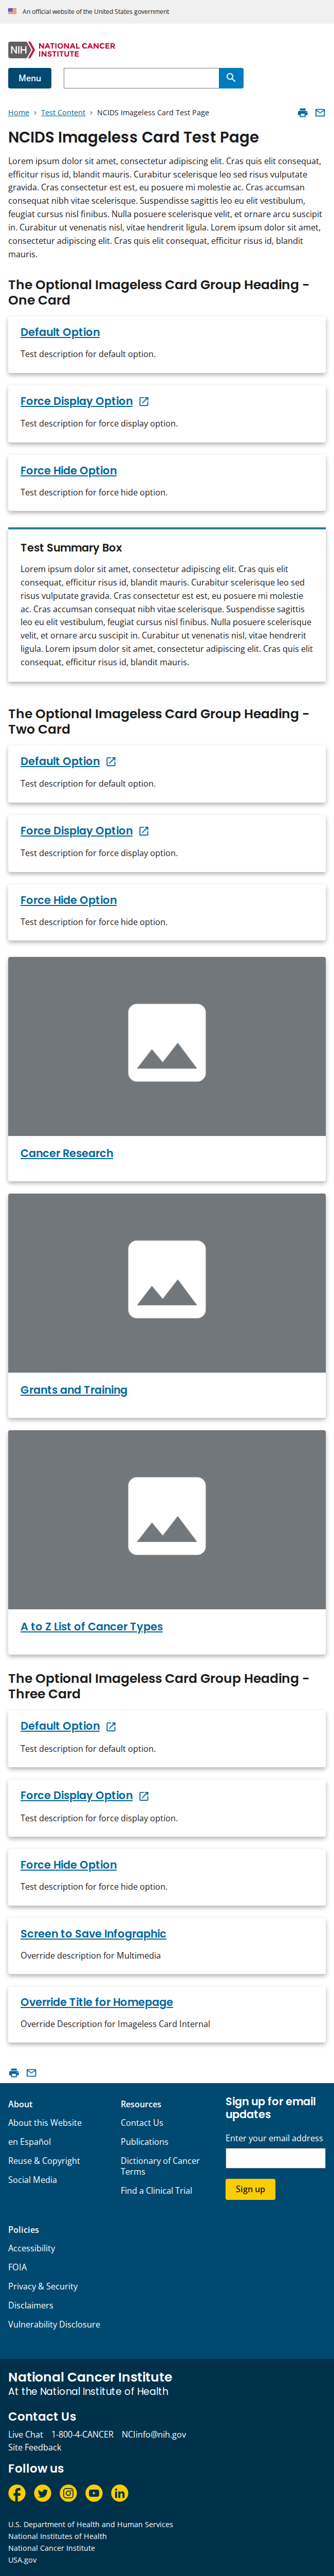 An official website of the United States government
NIH NATIONAL CANCER
INSTITUTE
Menu
Home > Test Content > NCIDS Imageless Card Test Page
NCIDS Imageless Card Test Page
Lorem ipsum dolor sit amet, consectetur adipiscing elit. Cras quis elit consequat, efficitur risus id, blandit mauris. Curabitur scelerisque leo sed risus vulputate gravida. Cras consectetur est est, eu posuere mi molestie ac. Cras accumsan consequat nibh vitae scelerisque. Suspendisse sagittis leo eu elit vestibulum, feugiat cursus nisl finibus. Nulla posuere scelerisque velit, et ornare arcu suscipit in. Curabitur ut venenatis nisl, vitae hendrerit ligula. Lorem ipsum dolor sit amet, consectetur adipiscing elit. Cras quis elit consequat, efficitur risus id, blandit mauris.
The Optional Imageless Card Group Heading -
One Card
Default Option
Test description for default option.
Force Display Option
Test description for force display option.
Force Hide Option
Test description for force hide option.
Test Summary Box
Lorem ipsum dolor sit amet, consectetur adipiscing elit. Cras quis elit consequat, efficitur risus id, blandit mauris. Curabitur scelerisque leo sed risus vulputate gravida. Cras consectetur est est, eu posuere mi molestie ac. Cras accumsan consequat nibh vitae scelerisque. Suspendisse sagittis leo eu elit vestibulum, feugiat cursus nisl finibus. Nulla posuere scelerisque velit, et ornare arcu suscipit in. Curabitur ut venenatis nisl, vitae hendrerit ligula. Lorem ipsum dolor sit amet, consectetur adipiscing elit. Cras quis elit consequat, efficitur risus id, blandit mauris.
The Optional Imageless Card Group Heading -
Two Card
Default Option
Test description for default option.
Force Display Option
Test description for force display option.
Force Hide Option
Test description for force hide option.
Cancer Research
Grants and Training
A to Z List of Cancer Types
The Optional Imageless Card Group Heading -
Three Card
Default Option
Test description for default option.
Force Display Option
Test description for force display option.
Force Hide Option
Test description for force hide option.
Screen to Save Infographic
Override description for Multimedia
Override Title for Homepage
Override Description for Imageless Card Internal
About
About this Website
en Español
Reuse & Copyright
Social Media
Resources
Contact Us
Publications
Dictionary of Cancer
Terms
Find a Clinical Trial
Sign up for email
updates
Enter your email address
Sign up
Policies
Accessibility
FOIA
Privacy & Security
Disclaimers
Vulnerability Disclosure
National Cancer Institute
At the National Institute of Health
Contact Us
Live Chat 1-800-4-CANCER NCIinfo@nih.gov
Site Feedback
Follow us
U.S. Department of Health and Human Services
National Institutes of Health
National Cancer Institute
USA.gov